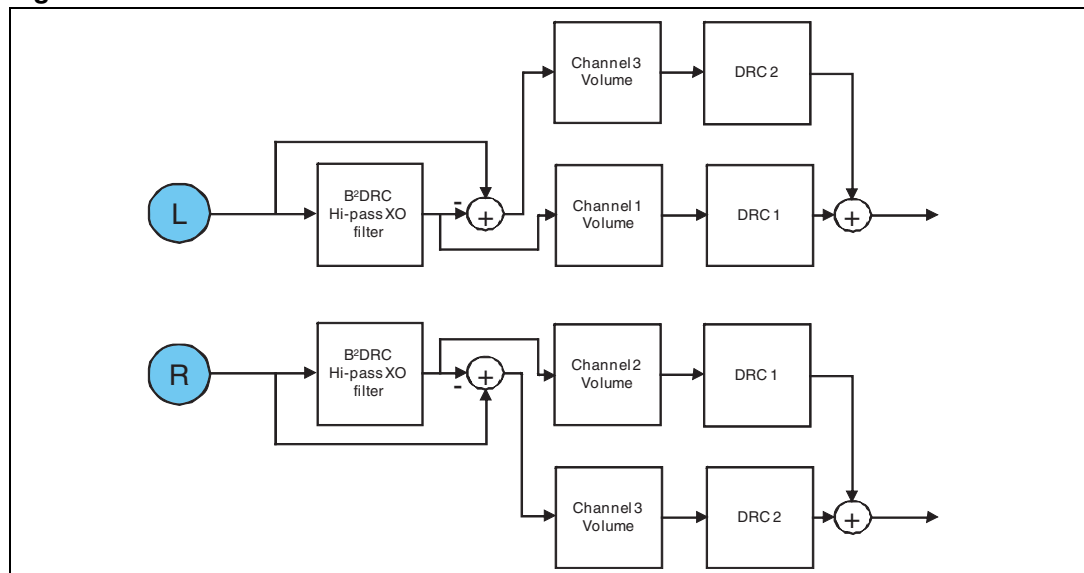 Channel 3
Volume
DRC 2
L
B²DRC
Hi-pass XO
filter
-
+
Channel 1
Volume
DRC 1
+
R
B²DRC
Hi-pass XO
filter
-
+
Channel 2
Volume
DRC 1
Channel 3
Volume
DRC 2
+